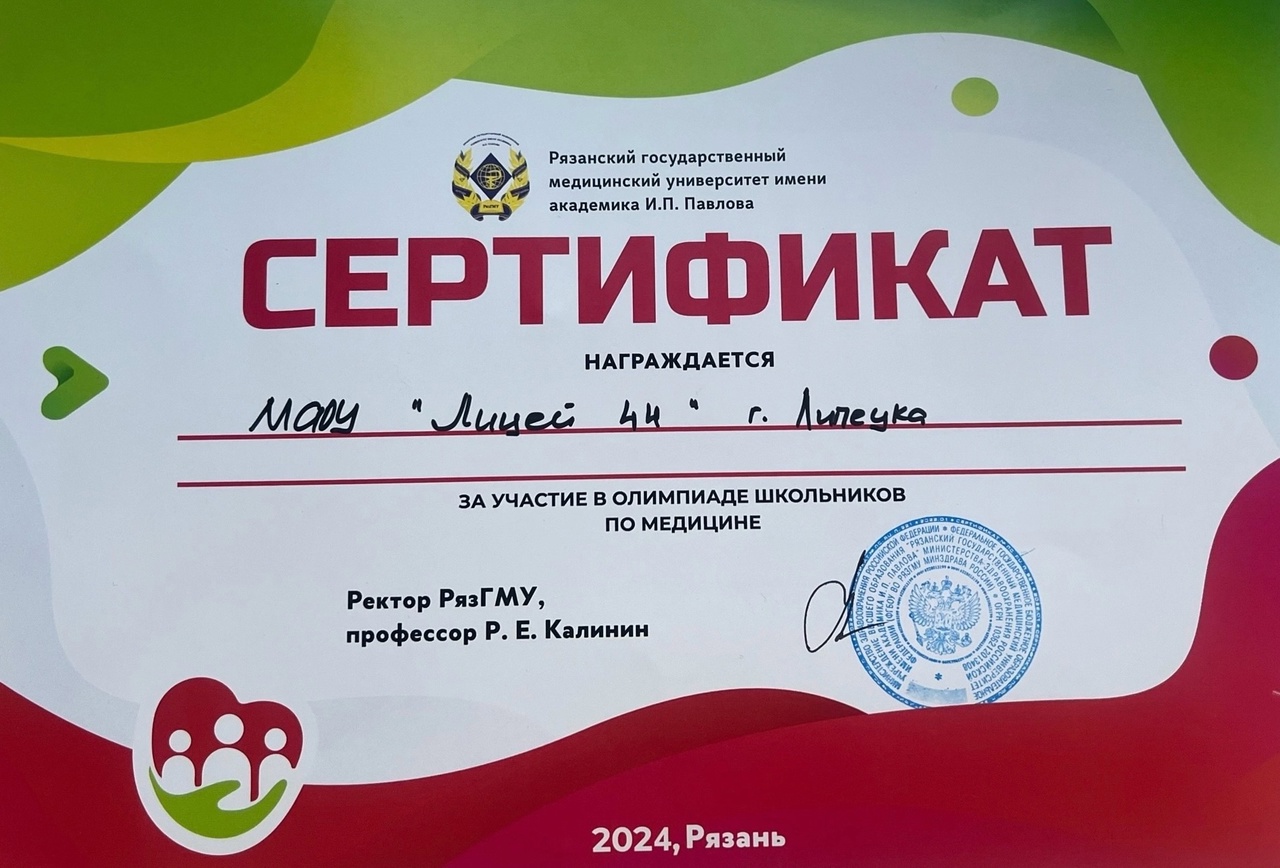 Рязанский государственный
медицинский университет имени
академика И.П. Павлова
РязГМУ
СЕРТИФИКАТ
НАГРАЖДАЕТСЯ
МАОУ "Лицей 44" г. Липецка
ЗА УЧАСТИЕ В ОЛИМПИАДЕ ШКОЛЬНИКОВ
ПО МЕДИЦИНЕ
Ректор РязГМУ,
профессор Р. Е. Калинин
2024, Рязань